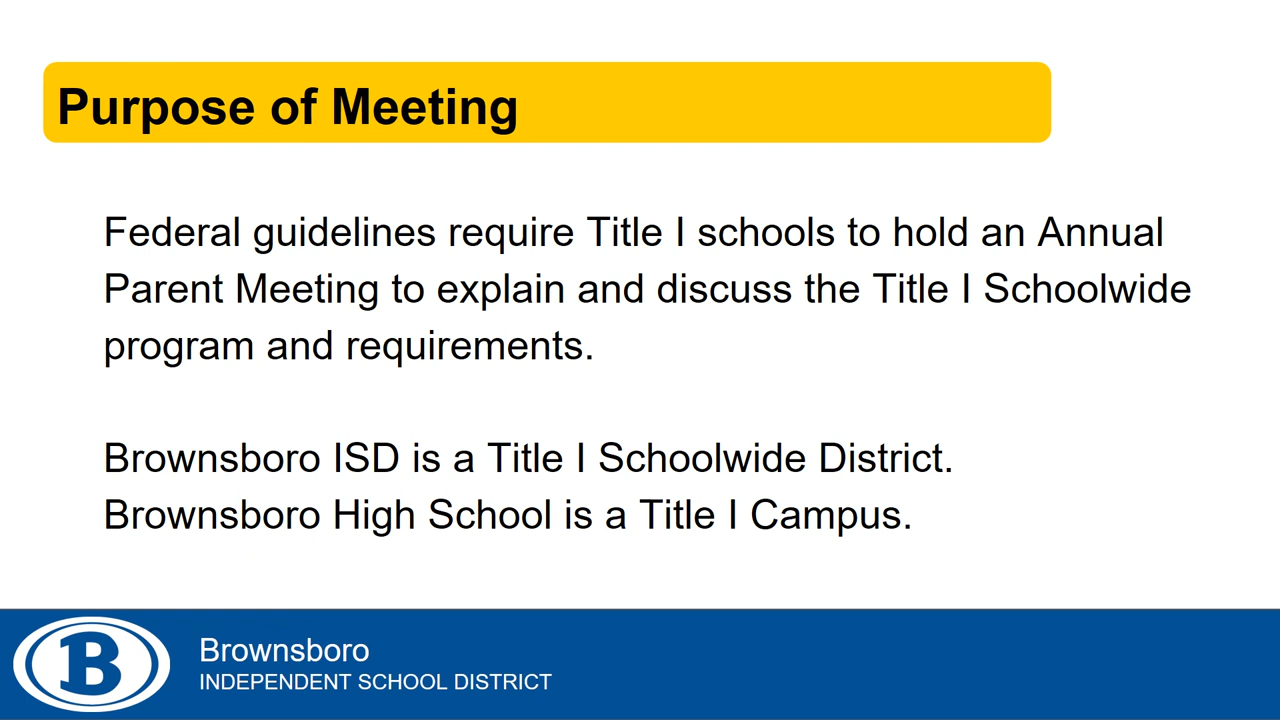 Purpose of Meeting
Federal guidelines require Title I schools to hold an Annual
Parent Meeting to explain and discuss the Title I Schoolwide
program and requirements.
Brownsboro ISD is a Title I Schoolwide District.
Brownsboro High School is a Title I Campus.
B
Brownsboro
INDEPENDENT SCHOOL DISTRICT